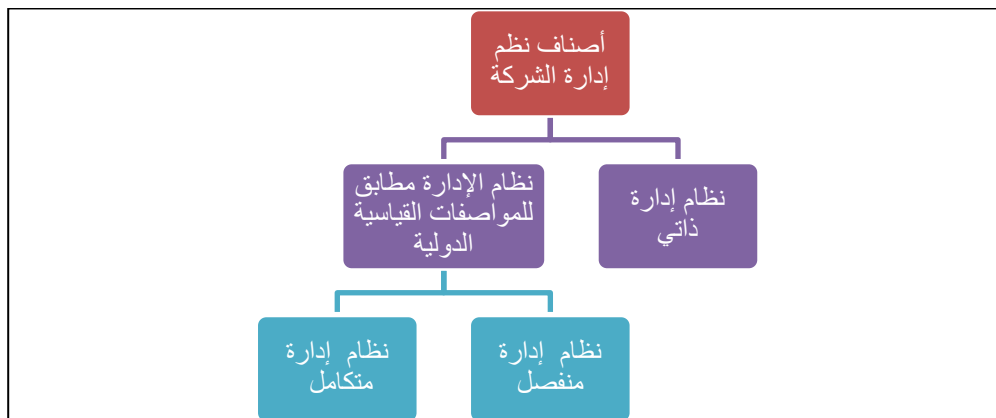 أصناف نظم
إدارة الشركة
نظام إدارة
ذاتي
نظام الإدارة مطابق
للمواصفات القياسية
الدولية
نظام إدارة
منفصل
نظام إدارة
متكامل